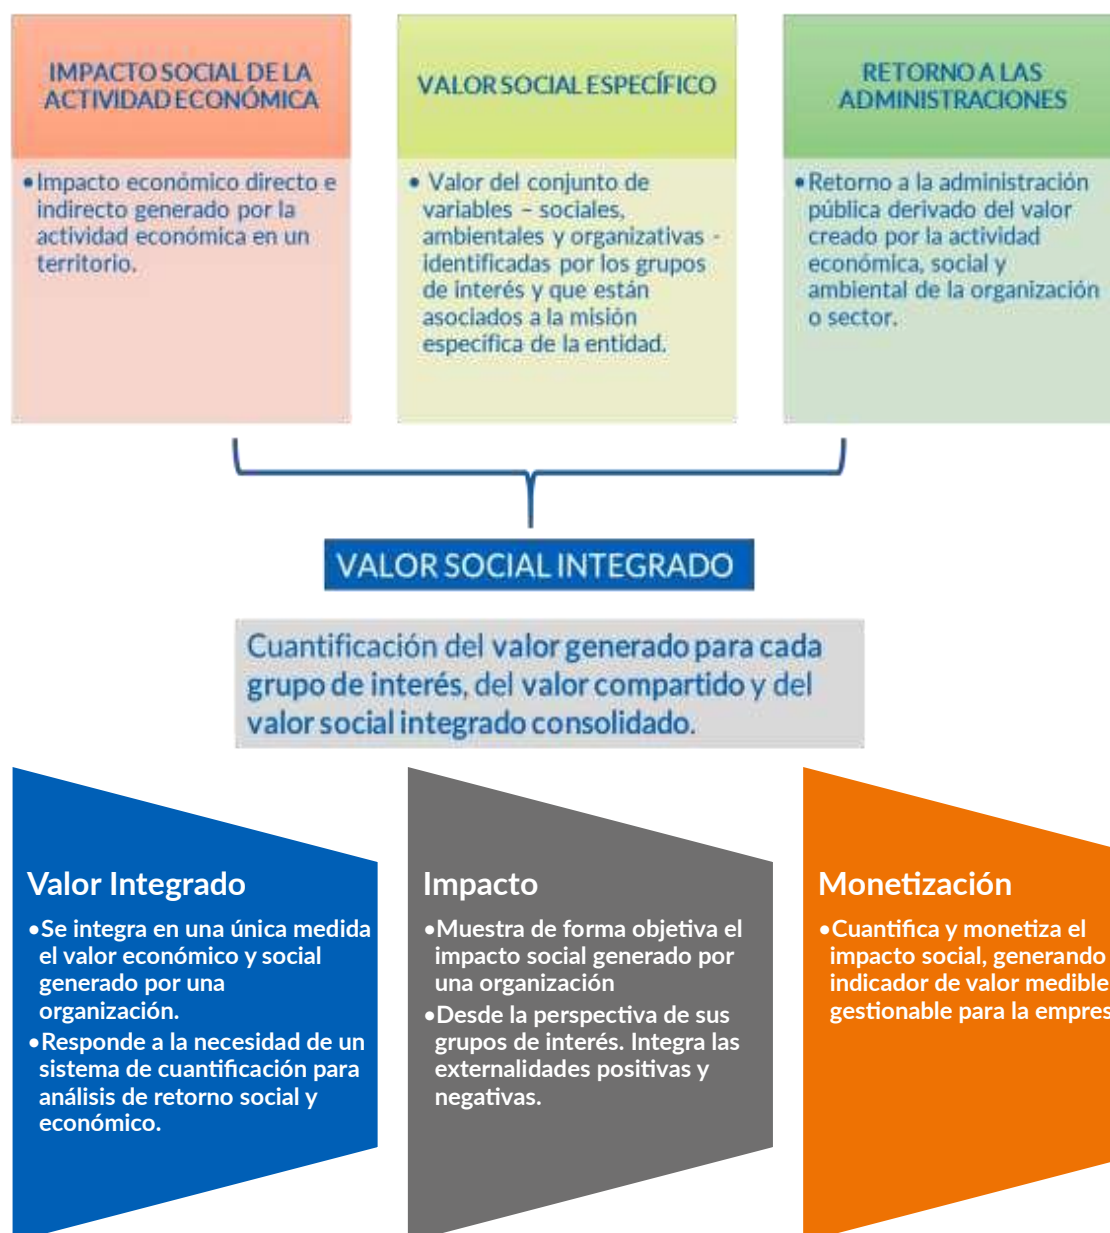 IMPACTO SOCIAL DE LA
ACTIVIDAD ECONÓMICA
•Impacto económico directo e
indirecto generado por la
actividad económica en un
territorio.
VALOR SOCIAL ESPECÍFICO
• Valor del conjunto de
variables – sociales,
ambientales y organizativas -
identificadas por los grupos
de interés y que están
asociados a la misión
específica de la entidad.
RETORNO A LAS
ADMINISTRACIONES
•Retorno a la administración
pública derivado del valor
creado por la actividad
económica, social y
ambiental de la organización
o sector.
VALOR SOCIAL INTEGRADO
Cuantificación del valor generado para cada
grupo de interés, del valor compartido y del
valor social integrado consolidado.
Valor Integrado
•Se integra en una única medida
el valor económico y social
generado por una
organización.
•Responde a la necesidad de un
sistema de cuantificación para
análisis de retorno social y
económico.
Impacto
•Muestra de forma objetiva el
impacto social generado por
una organización
•Desde la perspectiva de sus
grupos de interés. Integra las
externalidades positivas y
negativas.
Monetización
•Cuantifica y monetiza el
impacto social, generando
indicador de valor medible
gestionable para la